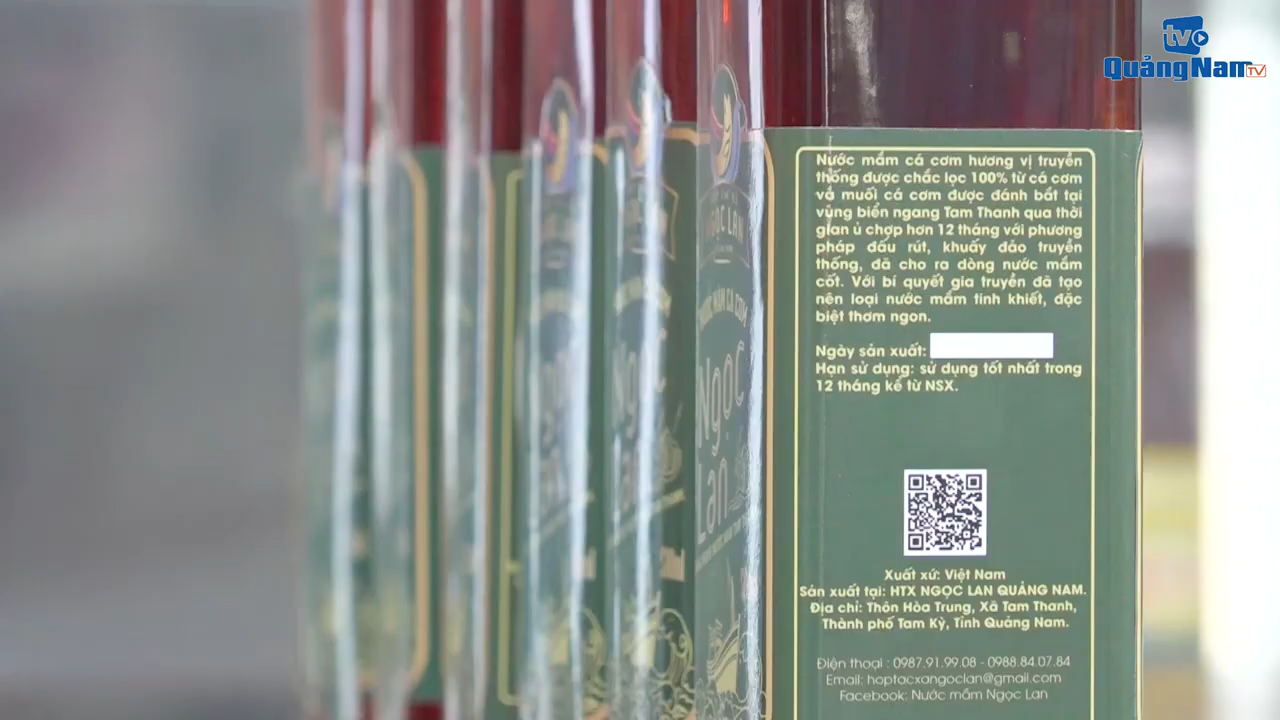 tv
Quảng Nam TV
Nước mắm cá cơm hương vị truyền
thống được chắc lọc 100% từ cá cơm
và muối cá cơm được đánh bắt tại
vùng biển ngang Tam Thanh qua thời
gian ủ chợp hơn 12 tháng với phương
pháp đấu rút, khuấy đảo truyền
thống, đã cho ra dòng nước mắm
cốt. Với bí quyết gia truyền đã tạo
nên loại nước mắm tinh khiết, đặc
biệt thơm ngon.
Ngày sản xuất:
Hạn sử dụng: sử dụng tốt nhất trong
12 tháng kể từ NSX.
Xuất xứ: Việt Nam
Sản xuất tại: HTX NGỌC LAN QUẢNG NAM.
Địa chỉ: Thôn Hòa Trung, Xã Tam Thanh,
Thành phố Tam Kỳ, Tỉnh Quảng Nam.
Điện thoại : 0987.91.99.08 - 0988.84.07.84
Email: hoptacxangoclan@gmail.com
Facebook: Nước mắm Ngọc Lan
NGỌC LAN
Ngọc
Lan